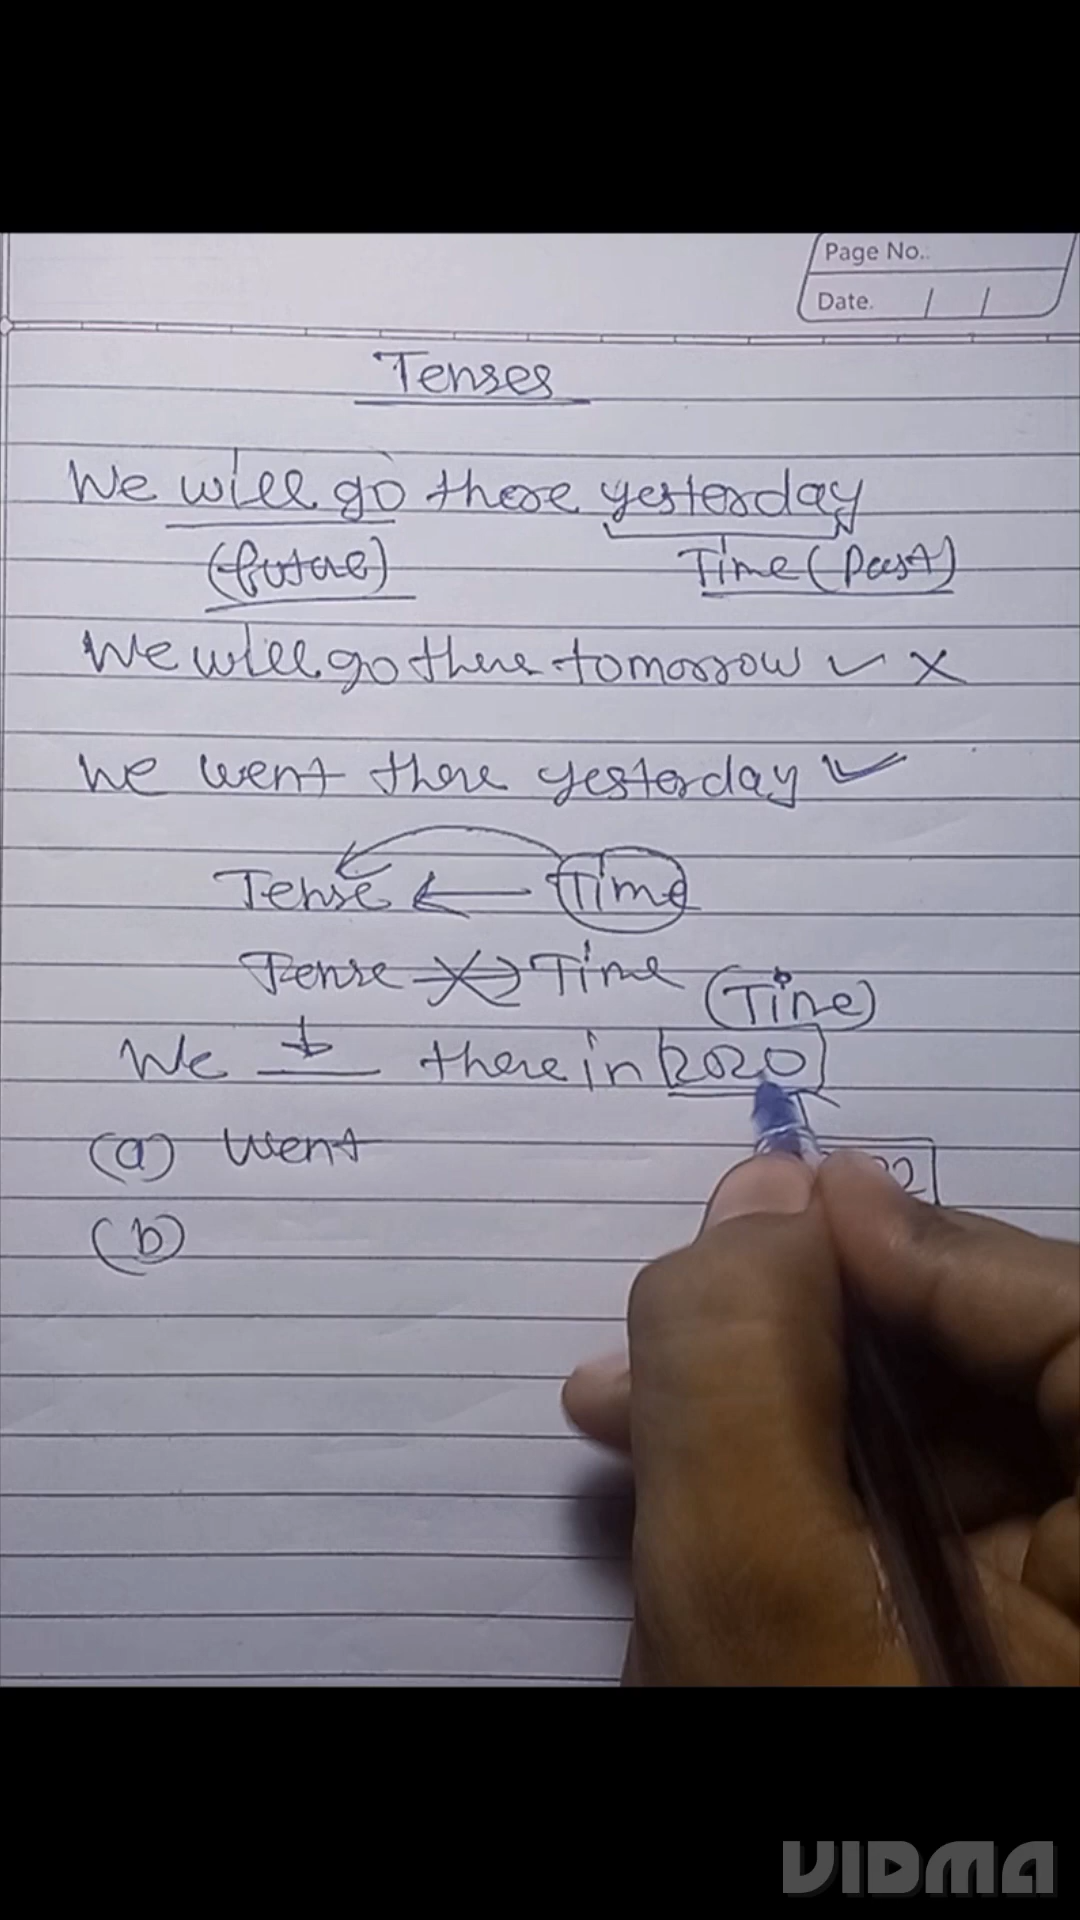 Page No.:
Date. / /
Tenses
We will go there yesterday
(future) Time (Past)
We will go there tomorrow ✓ ✗
We went there yesterday ✓
Tense ← Time
Tense ✗→ Time (Time)
We ___ there in 2020
(a) went
(b)
VIDMA